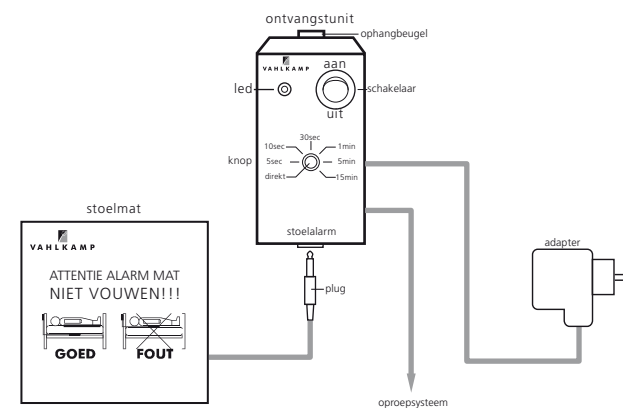 ontvangstunit
ophangbeugel
VAHLKAMP
aan
led
schakelaar
uit
30sec
10sec
1min
knop
5sec
5min
direkt
15min
stoelalarm
stoelmat
VAHLKAMP
ATTENTIE ALARM MAT
NIET VOUWEN!!!
GOED
FOUT
plug
adapter
oproepsysteem